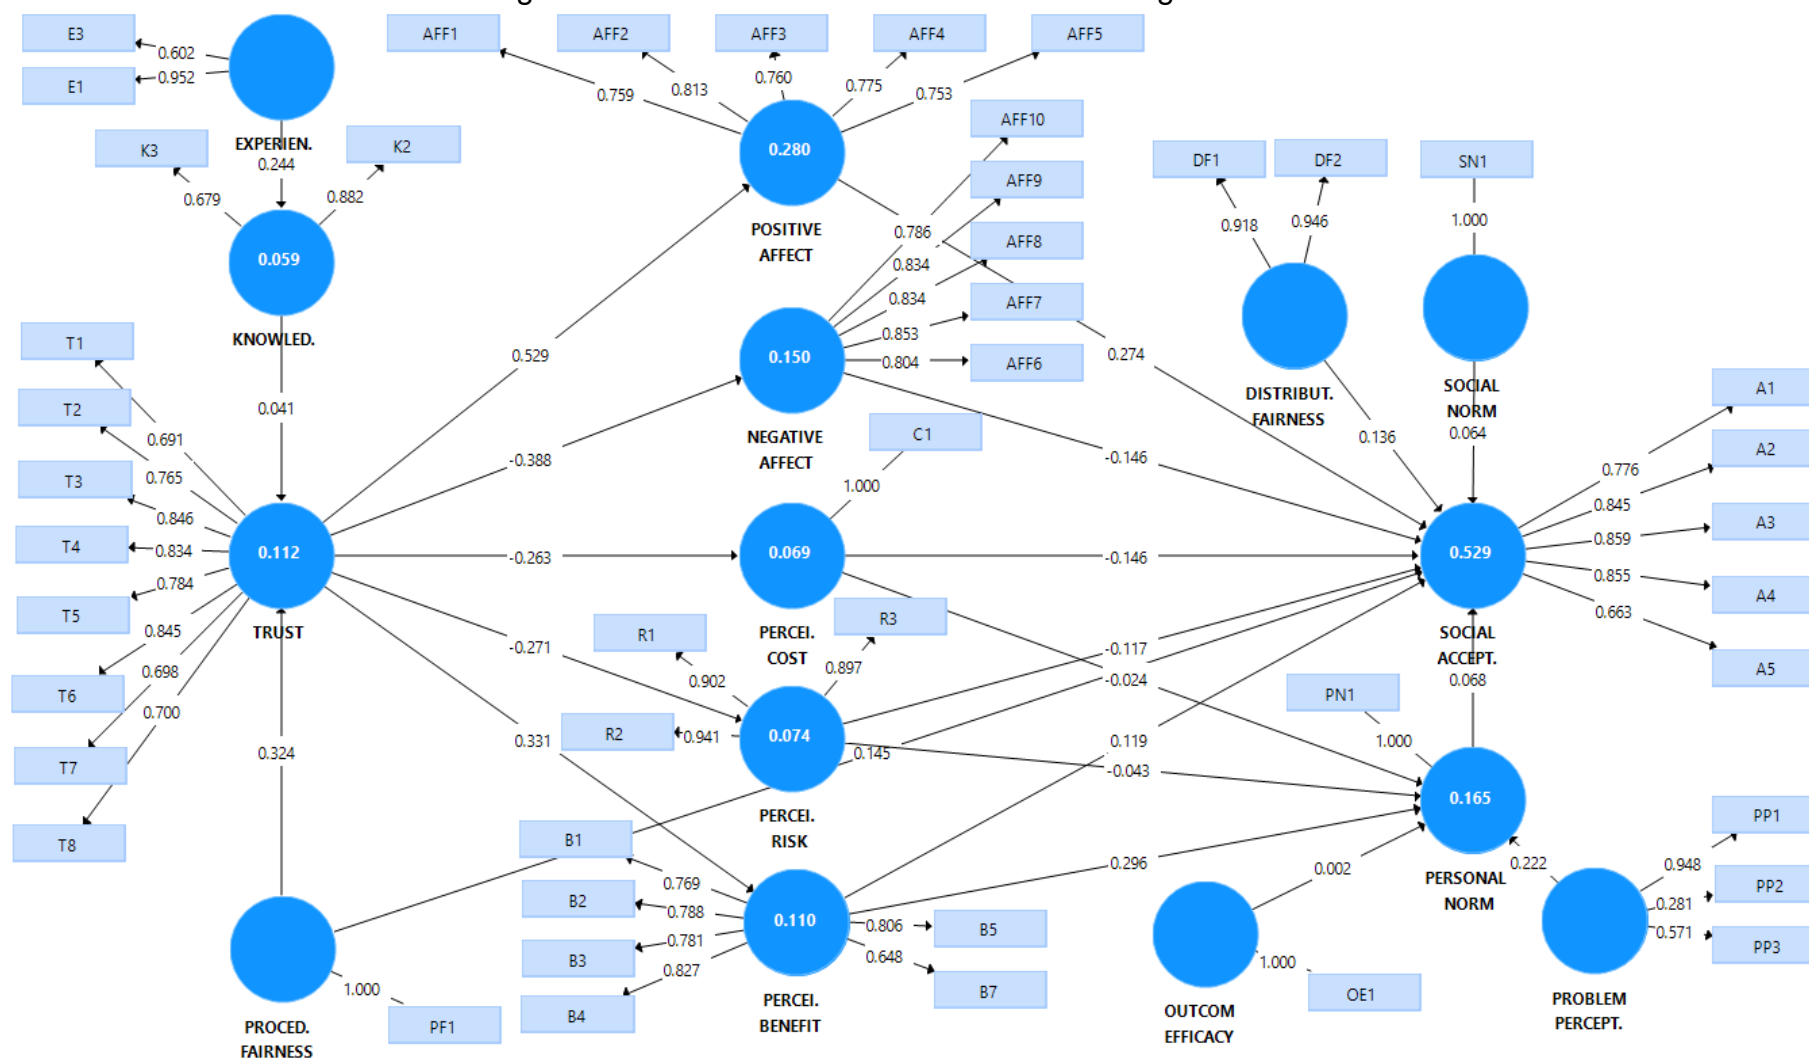 E3
AFF1
AFF2
AFF3
AFF4
AFF5
0.602
E1
0.952
0.759
0.813
0.760
0.775
0.753
AFF10
K3
EXPERIEN.
K2
0.244
0.280
DF1
DF2
SN1
AFF9
0.679
0.882
POSITIVE
AFFECT
0.786
0.918
0.946
1.000
AFF8
0.059
0.834
0.834
AFF7
KNOWLED.
0.853
T1
0.529
0.150
0.804
AFF6
0.274
DISTRIBUT.
FAIRNESS
SOCIAL
NORM
A1
T2
0.041
NEGATIVE
AFFECT
C1
0.136
0.064
A2
0.691
-0.388
-0.146
0.776
T3
0.765
1.000
0.845
A3
0.846
T4
0.834
0.112
-0.263
0.069
-0.146
0.529
0.859
0.855
A4
0.784
T5
0.845
TRUST
R1
R3
PERCEI.
COST
0.663
SOCIAL
ACCEPT.
A5
0.698
-0.271
0.897
-0.117
T6
0.902
-0.024
0.068
PN1
0.700
R2
0.941
0.074
0.145
0.119
1.000
0.324
0.331
-0.043
T7
0.165
PERCEI.
RISK
PP1
T8
B1
0.296
0.002
0.222
0.948
0.769
PERSONAL
NORM
PP2
B2
0.788
0.110
0.806
B5
0.281
0.571
PP3
B3
0.781
0.648
0.827
1.000
1.000
B7
OE1
B4
PERCEI.
BENEFIT
OUTCOM
EFFICACY
PROBLEM
PERCEPT.
PF1
PROCED.
FAIRNESS